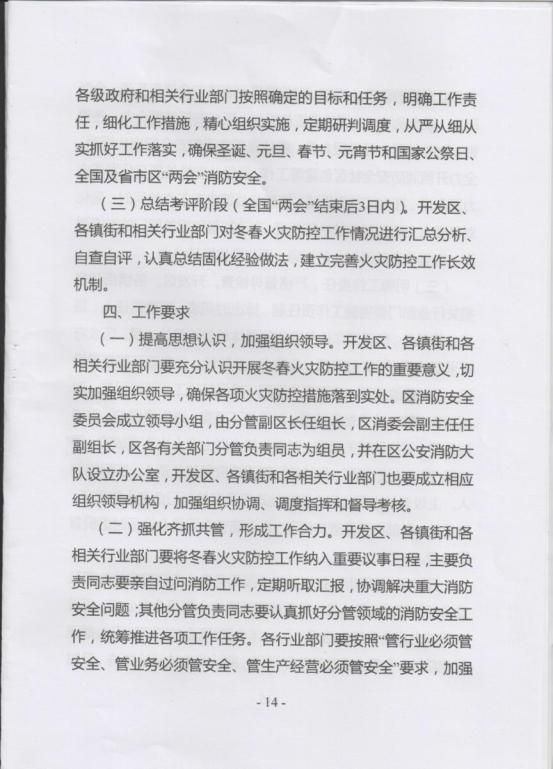 各级政府和相关行业部门按照确定的目标和任务，明确工作责
任，细化工作措施，精心组织实施，定期研判调度，从严从细从
实抓好工作落实，确保圣诞、元旦、春节、元宵节和国家公祭日、
全国及省市区“两会”消防安全。
（三）总结考评阶段（全国“两会”结束后3日内）。开发区、
各镇街和相关行业部门对冬春火灾防控工作情况进行汇总分析、
自查自评，认真总结固化经验做法，建立完善火灾防控工作长效
机制。
四、工作要求
（一）提高思想认识，加强组织领导。开发区、各镇街和各
相关行业部门要充分认识开展冬春火灾防控工作的重要意义，切
实加强组织领导，确保各项火灾防控措施落到实处。区消防安全
委员会成立领导小组，由分管副区长任组长，区消委会副主任任
副组长，区各有关部门分管负责同志为组员，并在区公安消防大
队设立办公室，开发区、各镇街和各相关行业部门也要成立相应
组织领导机构，加强组织协调、调度指挥和督导考核。
（二）强化齐抓共管，形成工作合力。开发区、各镇街和各
相关行业部门要将冬春火灾防控工作纳入重要议事日程，主要负
责同志要亲自过问消防工作，定期听取汇报，协调解决重大消防
安全问题；其他分管负责同志要认真抓好分管领域的消防安全工
作，统筹推进各项工作任务。各行业部门要按照“管行业必须管
安全、管业务必须管安全、管生产经营必须管安全”要求，加强
- 14 -